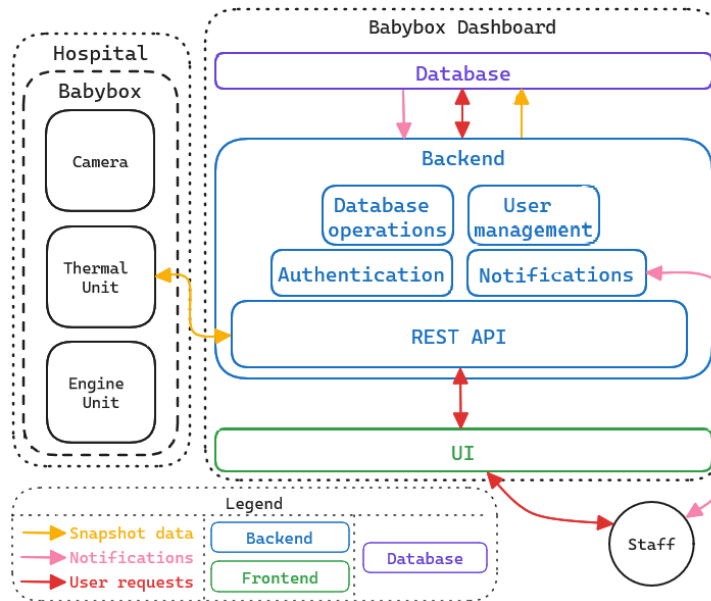 Babybox Dashboard
Hospital
Babybox
Camera
Thermal
Unit
Engine
Unit
Database
Backend
Database
operations
User
management
Authentication
Notifications
REST API
UI
Staff
Legend
Snapshot data
Notifications
User requests
Backend
Frontend
Database